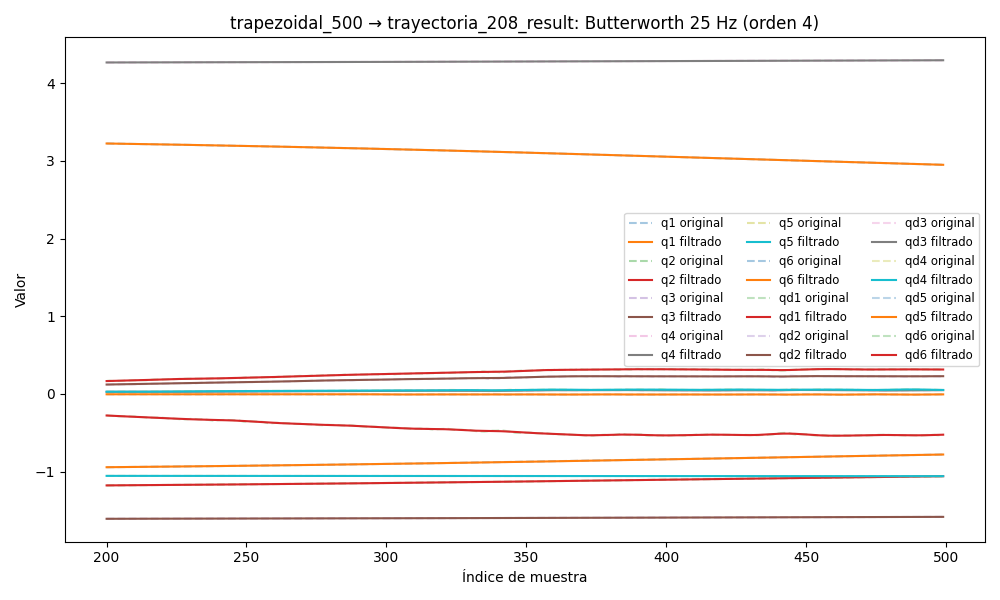 trapezoidal_500 → trayectoria_208_result: Butterworth 25 Hz (orden 4)
Valor
4
3
2
1
0
−1
q1 original
q1 filtrado
q2 original
q2 filtrado
q3 original
q3 filtrado
q4 original
q4 filtrado
q5 original
q5 filtrado
q6 original
q6 filtrado
qd1 original
qd1 filtrado
qd2 original
qd2 filtrado
qd3 original
qd3 filtrado
qd4 original
qd4 filtrado
qd5 original
qd5 filtrado
qd6 original
qd6 filtrado
200
250
300
350
400
450
500
Índice de muestra